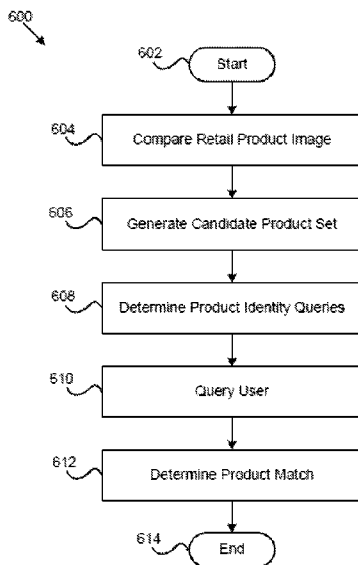 600
602
Start
604
Compare Retail Product Image
606
Generate Candidate Product Set
608
Determine Product Identity Queries
610
Query User
612
Determine Product Match
614
End